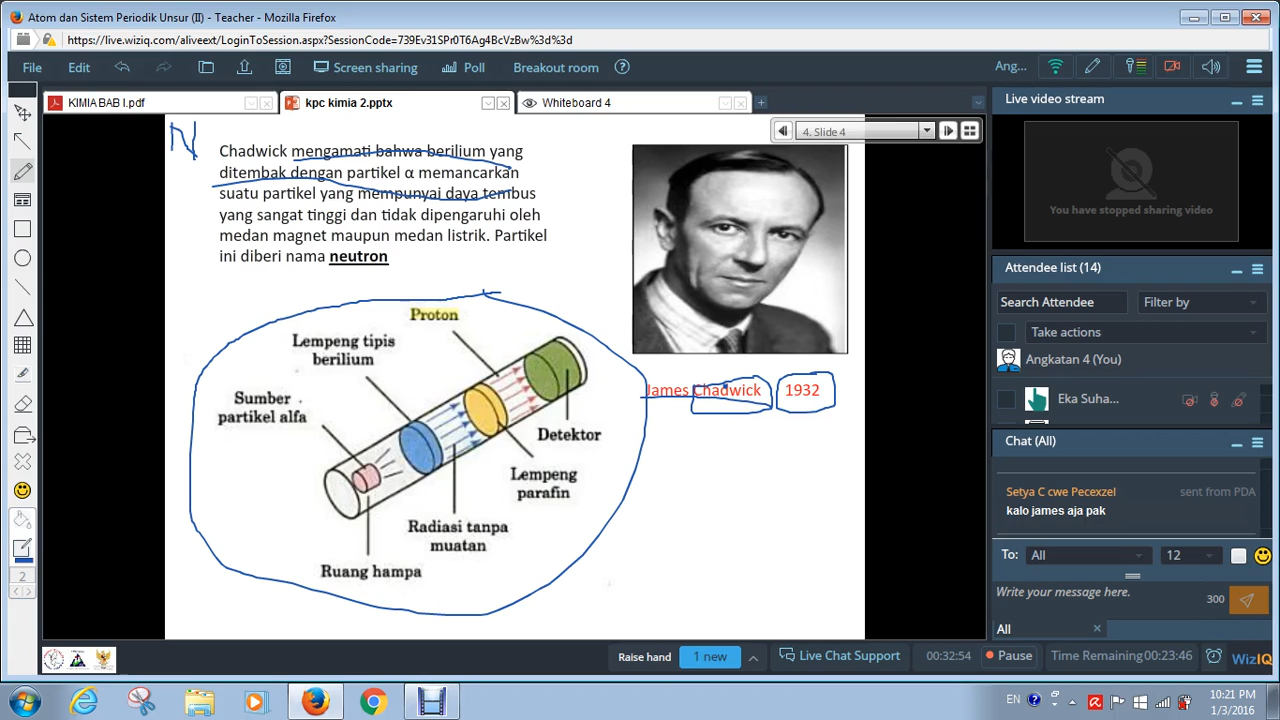 Atom dan Sistem Periodik Unsur (II) - Teacher - Mozilla Firefox
https://live.wiziq.com/aliveext/LoginToSession.aspx?SessionCode=739Ev31SPr0T6Ag4BcVzBw%3d%3d
File Edit Screen sharing Poll Breakout room ? Ang...
KIMIA BAB I.pdf kpc kimia 2.pptx Whiteboard 4
4. Slide 4
N
Chadwick mengamati bahwa berilium yang
ditembak dengan partikel α memancarkan
suatu partikel yang mempunyai daya tembus
yang sangat tinggi dan tidak dipengaruhi oleh
medan magnet maupun medan listrik. Partikel
ini diberi nama neutron
Proton
Lempeng tipis
berilium
Sumber
partikel alfa
Detektor
Lempeng
parafin
Radiasi tanpa
muatan
Ruang hampa
James Chadwick 1932
2
Live video stream
You have stopped sharing video
Attendee list (14)
Search Attendee Filter by
Take actions
Angkatan 4 (You)
Eka Suha...
Chat (All)
Setya C cwe Pecexzel sent from PDA
kalo james aja pak
To: All 12
Write your message here. 300
All
Raise hand 1 new Live Chat Support 00:32:54 Pause Time Remaining 00:23:46 WizIQ
EN 10:21 PM
1/3/2016